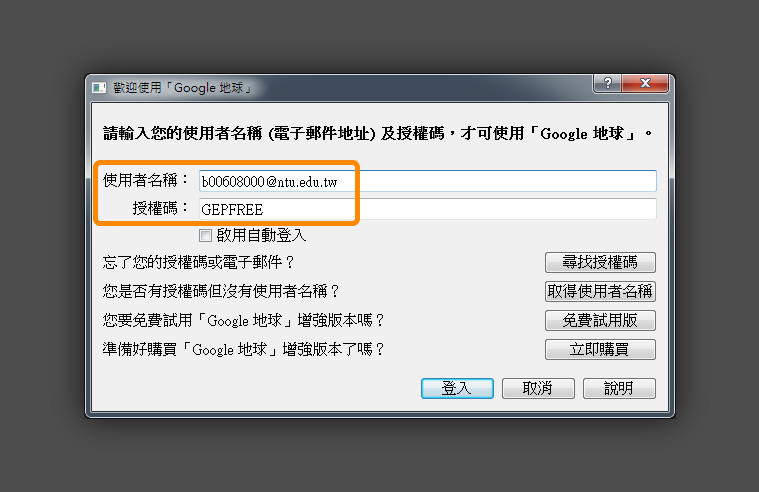 歡迎使用「Google 地球」
請輸入您的使用者名稱 (電子郵件地址) 及授權碼，才可使用「Google 地球」。
使用者名稱： b00608000@ntu.edu.tw
授權碼： GEPFREE
啟用自動登入
忘了您的授權碼或電子郵件？ 尋找授權碼
您是否有授權碼但沒有使用者名稱？ 取得使用者名稱
您要免費試用「Google 地球」增強版本嗎？ 免費試用版
準備好購買「Google 地球」增強版本了嗎？ 立即購買
登入 取消 說明